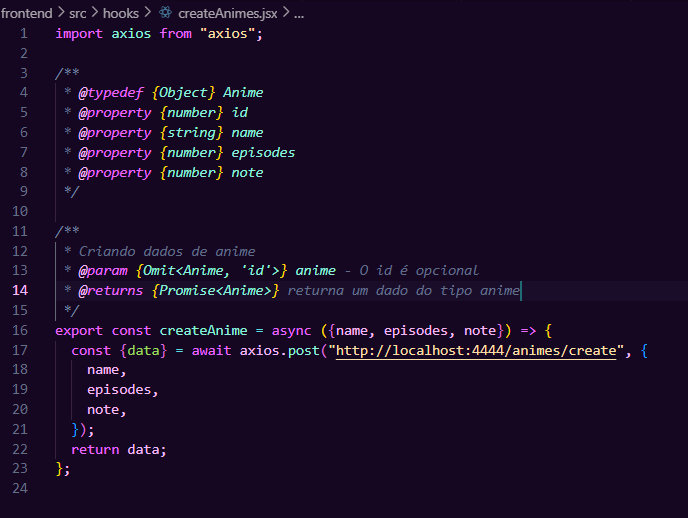 frontend > src > hooks > createAnimes.jsx > ...
1 import axios from "axios";
2
3 /**
4 * @typedef {Object} Anime
5 * @property {number} id
6 * @property {string} name
7 * @property {number} episodes
8 * @property {number} note
9 */
10
11 /**
12 * Criando dados de anime
13 * @param {Omit<Anime, 'id'>} anime - O id é opcional
14 * @returns {Promise<Anime>} returna um dado do tipo anime
15 */
16 export const createAnime = async ({name, episodes, note}) => {
17 const {data} = await axios.post("http://localhost:4444/animes/create", {
18 name,
19 episodes,
20 note,
21 });
22 return data;
23 };
24